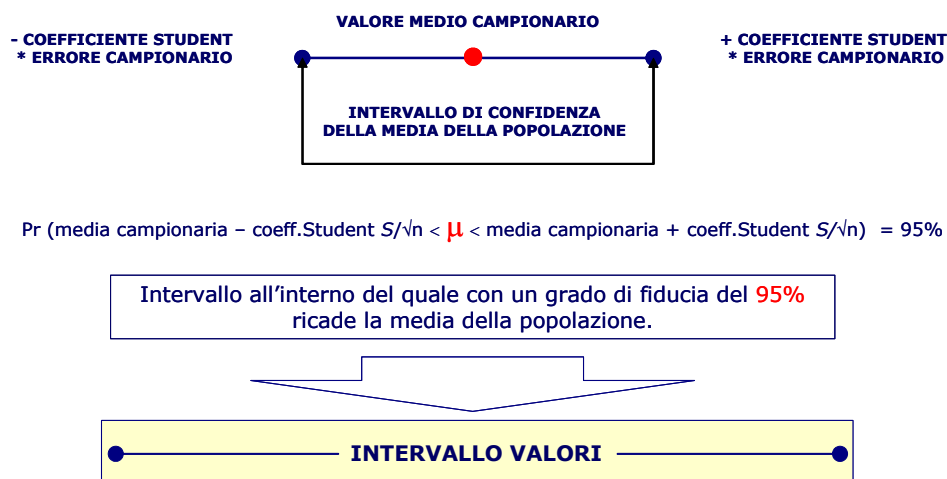 VALORE MEDIO CAMPIONARIO
- COEFFICIENTE STUDENT
* ERRORE CAMPIONARIO
+ COEFFICIENTE STUDENT
* ERRORE CAMPIONARIO
INTERVALLO DI CONFIDENZA
DELLA MEDIA DELLA POPOLAZIONE
Pr (media campionaria – coeff.Student S/√n < μ < media campionaria + coeff.Student S/√n) = 95%
Intervallo all’interno del quale con un grado di fiducia del 95%
ricade la media della popolazione.
INTERVALLO VALORI